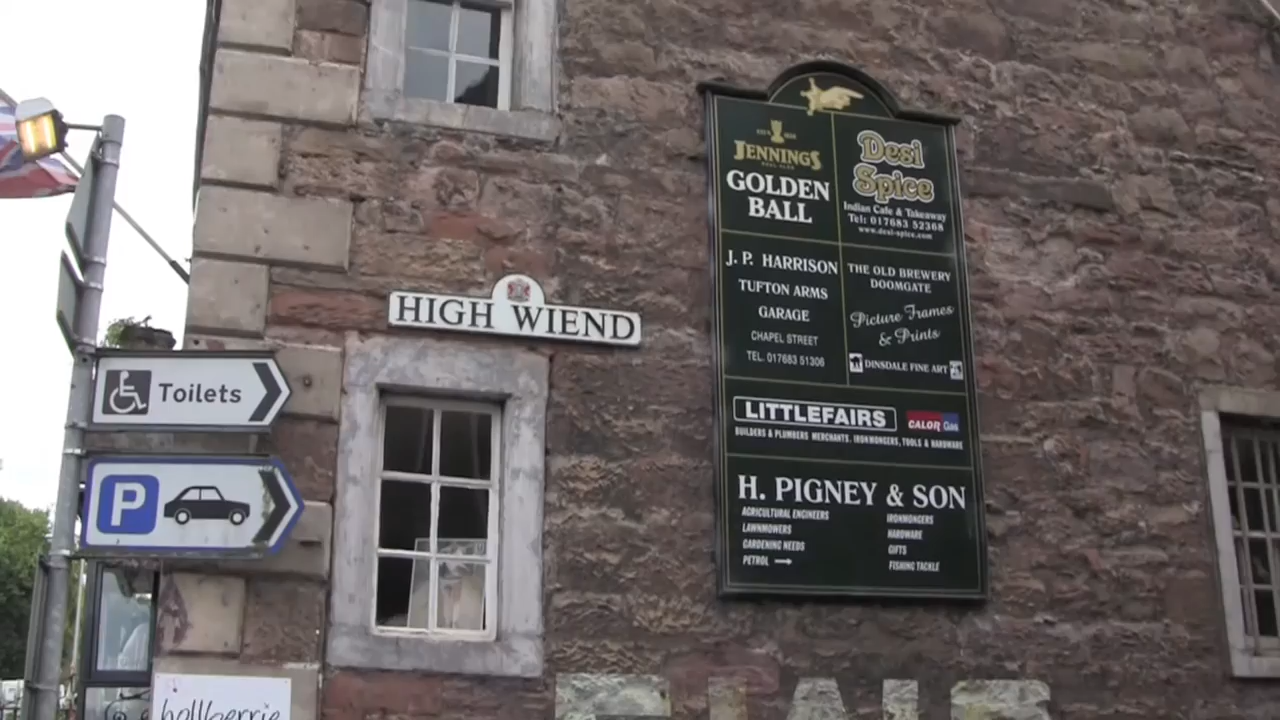 JENNINGS
GOLDEN
BALL
Desi
Spice
Indian Cafe & Takeaway
Tel: 017683 52368
www.desi-spice.com
J. P. HARRISON
TUFTON ARMS
GARAGE
CHAPEL STREET
TEL. 017683 51306
THE OLD BREWERY
DOOMGATE
Picture Frames
& Prints
DINSDALE FINE ART
HIGH WIEND
Toilets
P
LITTLEFAIRS
CALOR Gas
BUILDERS & PLUMBERS MERCHANTS, IRONMONGERS, TOOLS & HARDWARE
H. PIGNEY & SON
AGRICULTURAL ENGINEERS
LAWNMOWERS
GARDENING NEEDS
PETROL →
IRONMONGERS
HARDWARE
GIFTS
FISHING TACKLE